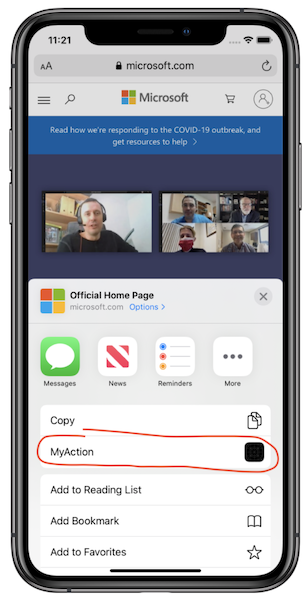 11:21
AA microsoft.com
Microsoft
Read how we're responding to the COVID-19 outbreak, and
get resources to help >
Official Home Page
microsoft.com Options >
Messages News Reminders More
Copy
MyAction
Add to Reading List
Add Bookmark
Add to Favorites